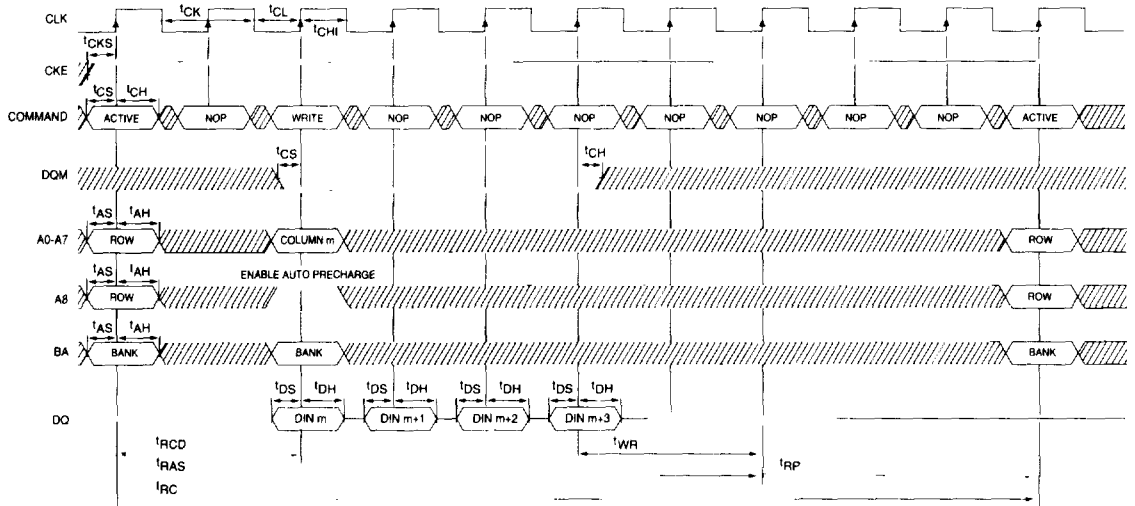 CLK
tCK
tCL
tCHI
tCKS
CKE
tCS tCH
COMMAND ACTIVE NOP WRITE NOP NOP NOP NOP NOP NOP NOP ACTIVE
tCS tCH
DQM
tAS tAH
A0-A7 ROW COLUMN m ROW
tAS tAH ENABLE AUTO PRECHARGE
A8 ROW ROW
tAS tAH
BA BANK BANK BANK
tDS tDH tDS tDH tDS tDH tDS tDH
DQ DIN m DIN m+1 DIN m+2 DIN m+3
tRCD tWR
tRAS tRP
tRC